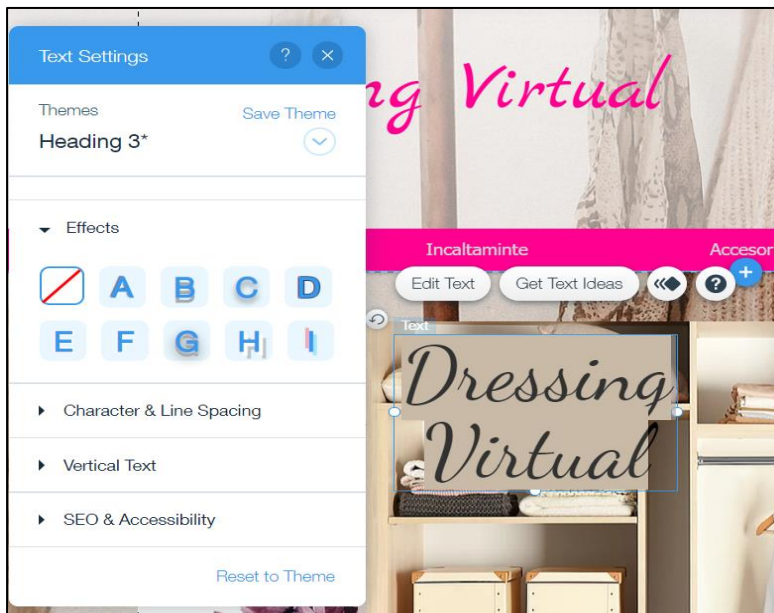 Text Settings ?
Themes
Save Theme
Heading 3*
Effects
A B C D
E F G H I
Character & Line Spacing
Vertical Text
SEO & Accessibility
Reset to Theme
ng Virtual
Incaltaminte Accesor
Edit Text Get Text Ideas ?
Text
Dressing
Virtual